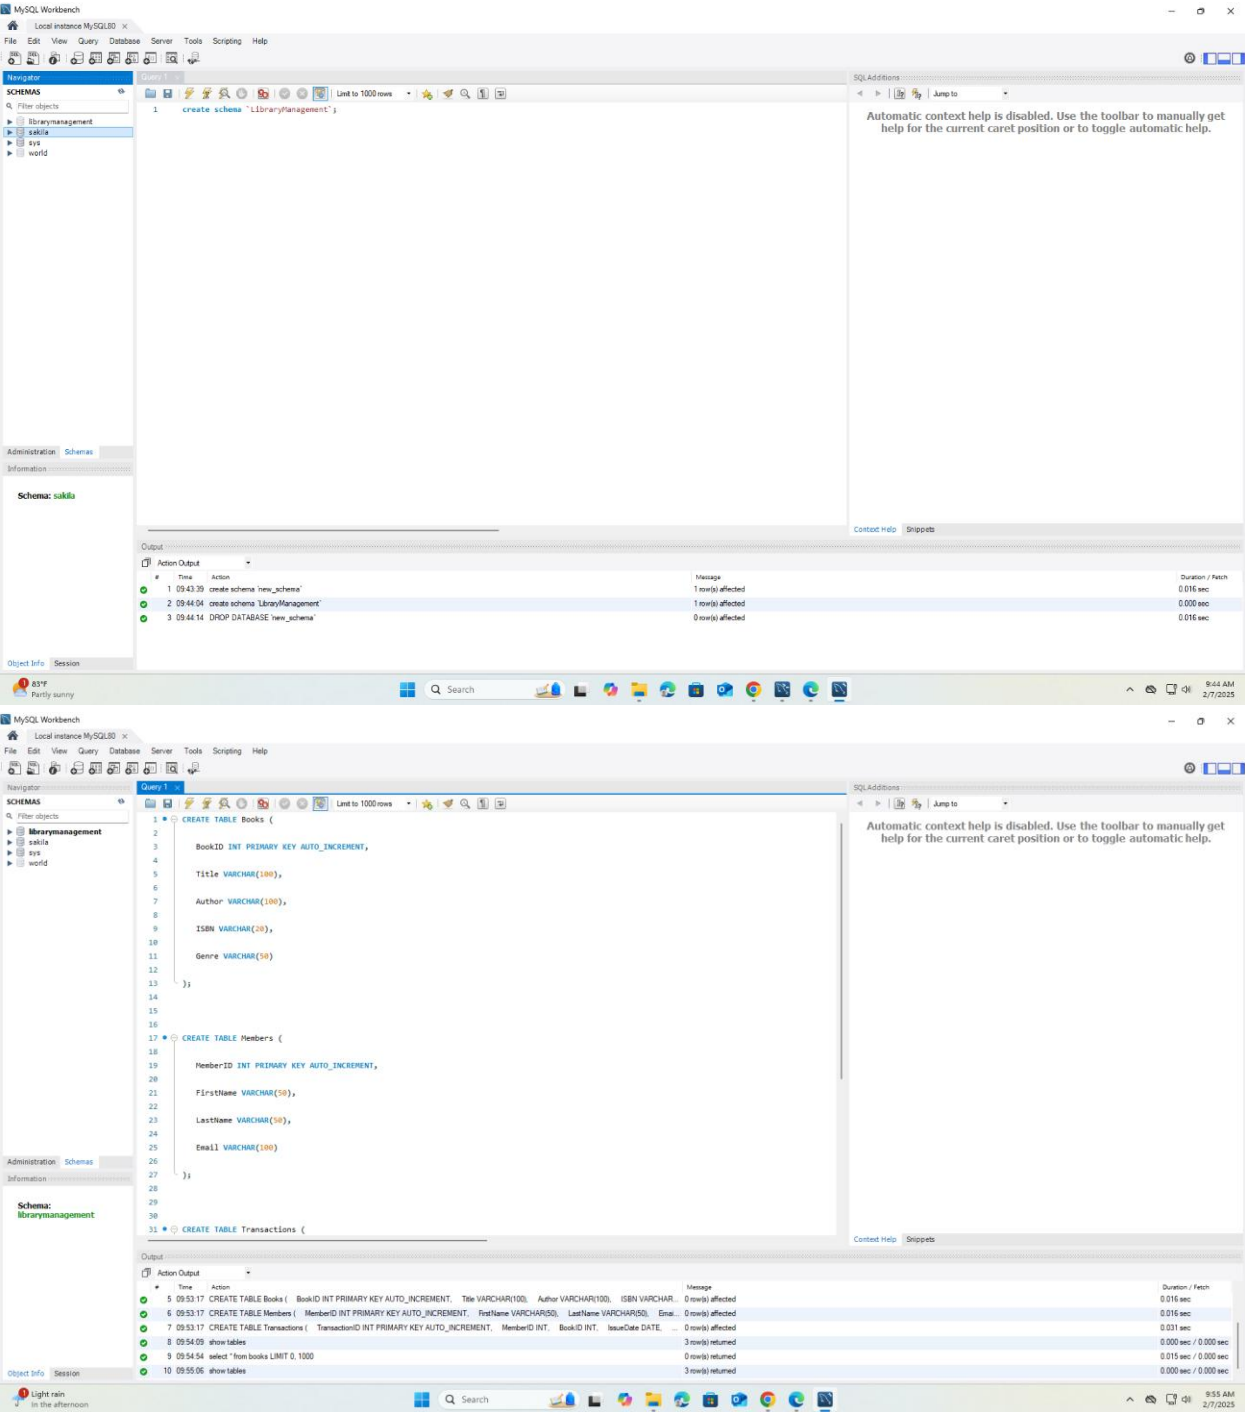 MySQL Workbench
Local instance MySQL80 ×
File Edit View Query Database Server Tools Scripting Help
Navigator
SCHEMAS
Filter objects
librarymanagement
sakila
sys
world
Administration Schemas
Information
Schema: sakila
Object Info Session
Query 1 ×
Limit to 1000 rows
1 create schema `LibraryManagement`;
SQLAdditions
Jump to
Automatic context help is disabled. Use the toolbar to manually get
help for the current caret position or to toggle automatic help.
Context Help Snippets
Output
Action Output
# Time Action Message Duration / Fetch
1 09:43:39 create schema `new_schema` 1 row(s) affected 0.016 sec
2 09:44:04 create schema `LibraryManagement` 1 row(s) affected 0.000 sec
3 09:44:14 DROP DATABASE `new_schema` 0 row(s) affected 0.016 sec
1
83°F
Partly sunny
Search
9:44 AM
2/7/2025
MySQL Workbench
Local instance MySQL80 ×
File Edit View Query Database Server Tools Scripting Help
Navigator
SCHEMAS
Filter objects
librarymanagement
sakila
sys
world
Administration Schemas
Information
Schema:
librarymanagement
Object Info Session
Query 1 ×
Limit to 1000 rows
1 CREATE TABLE Books (
2
3 BookID INT PRIMARY KEY AUTO_INCREMENT,
4
5 Title VARCHAR(100),
6
7 Author VARCHAR(100),
8
9 ISBN VARCHAR(20),
10
11 Genre VARCHAR(50)
12
13 );
14
15
16
17 CREATE TABLE Members (
18
19 MemberID INT PRIMARY KEY AUTO_INCREMENT,
20
21 FirstName VARCHAR(50),
22
23 LastName VARCHAR(50),
24
25 Email VARCHAR(100)
26
27 );
28
29
30
31 CREATE TABLE Transactions (
SQLAdditions
Jump to
Automatic context help is disabled. Use the toolbar to manually get
help for the current caret position or to toggle automatic help.
Context Help Snippets
Output
Action Output
# Time Action Message Duration / Fetch
5 09:53:17 CREATE TABLE Books ( BookID INT PRIMARY KEY AUTO_INCREMENT, Title VARCHAR(100), Author VARCHAR(100), ISBN VARCHAR... 0 row(s) affected 0.016 sec
6 09:53:17 CREATE TABLE Members ( MemberID INT PRIMARY KEY AUTO_INCREMENT, FirstName VARCHAR(50), LastName VARCHAR(50), Emai... 0 row(s) affected 0.016 sec
7 09:53:17 CREATE TABLE Transactions ( TransactionID INT PRIMARY KEY AUTO_INCREMENT, MemberID INT, BookID INT, IssueDate DATE, ... 0 row(s) affected 0.031 sec
8 09:54:09 show tables 3 row(s) returned 0.000 sec / 0.000 sec
9 09:54:54 select * from books LIMIT 0, 1000 0 row(s) returned 0.015 sec / 0.000 sec
10 09:55:06 show tables 3 row(s) returned 0.000 sec / 0.000 sec
1
Light rain
In the afternoon
Search
9:55 AM
2/7/2025